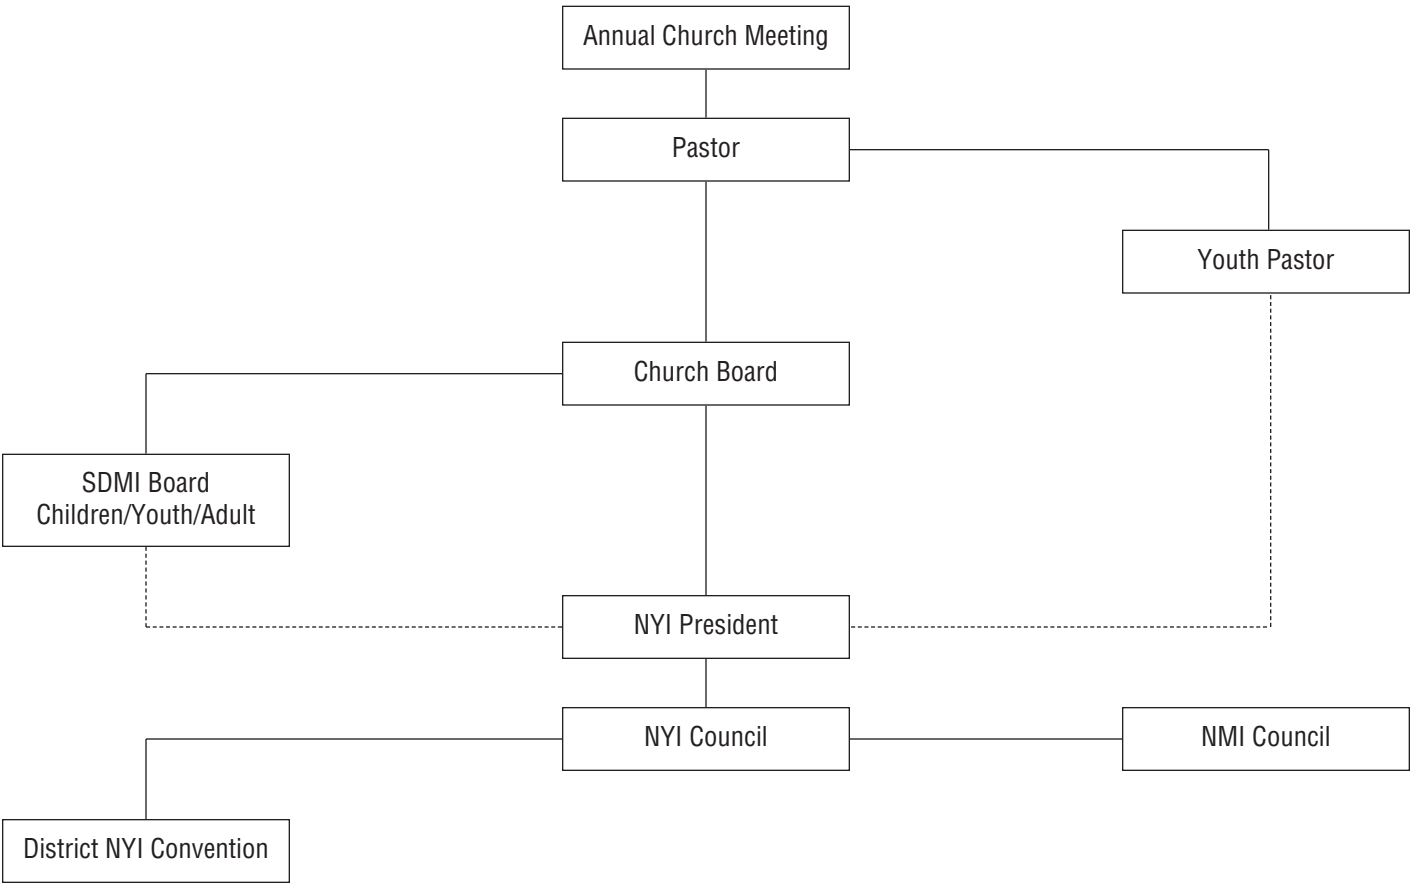 Annual Church Meeting
Pastor
Youth Pastor
Church Board
SDMI Board
Children/Youth/Adult
NYI President
NYI Council
NMI Council
District NYI Convention